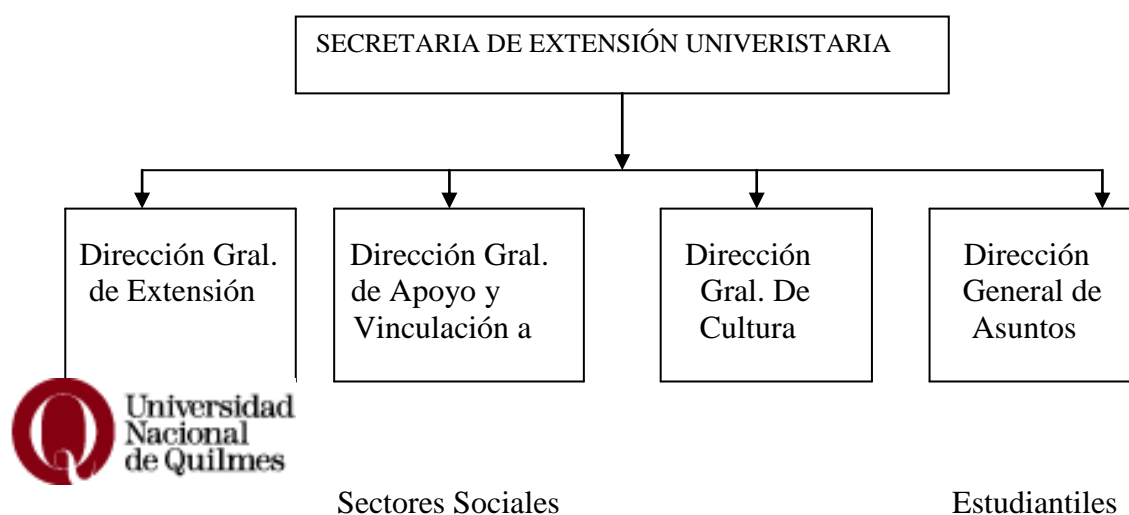 SECRETARIA DE EXTENSIÓN UNIVERISTARIA
Dirección Gral.
de Extensión
Dirección Gral.
de Apoyo y
Vinculación a
Dirección
Gral. De
Cultura
Dirección
General de
Asuntos
Universidad
Nacional
de Quilmes
Sectores Sociales
Estudiantiles